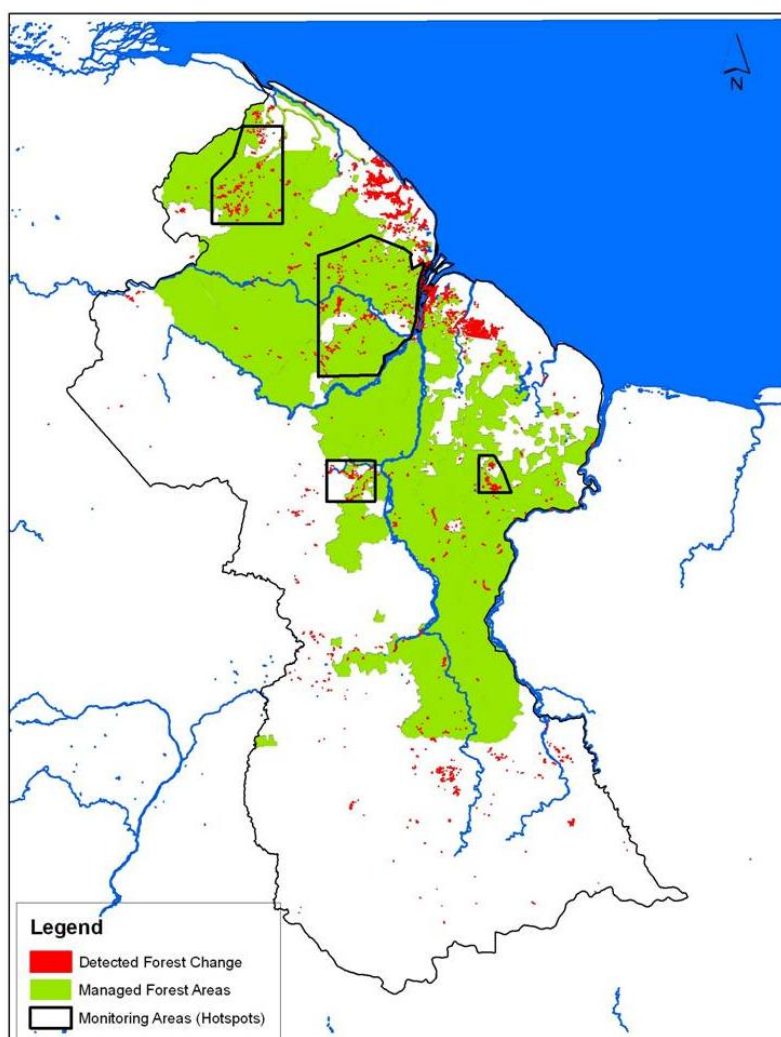 N
Legend
Detected Forest Change
Managed Forest Areas
Monitoring Areas (Hotspots)